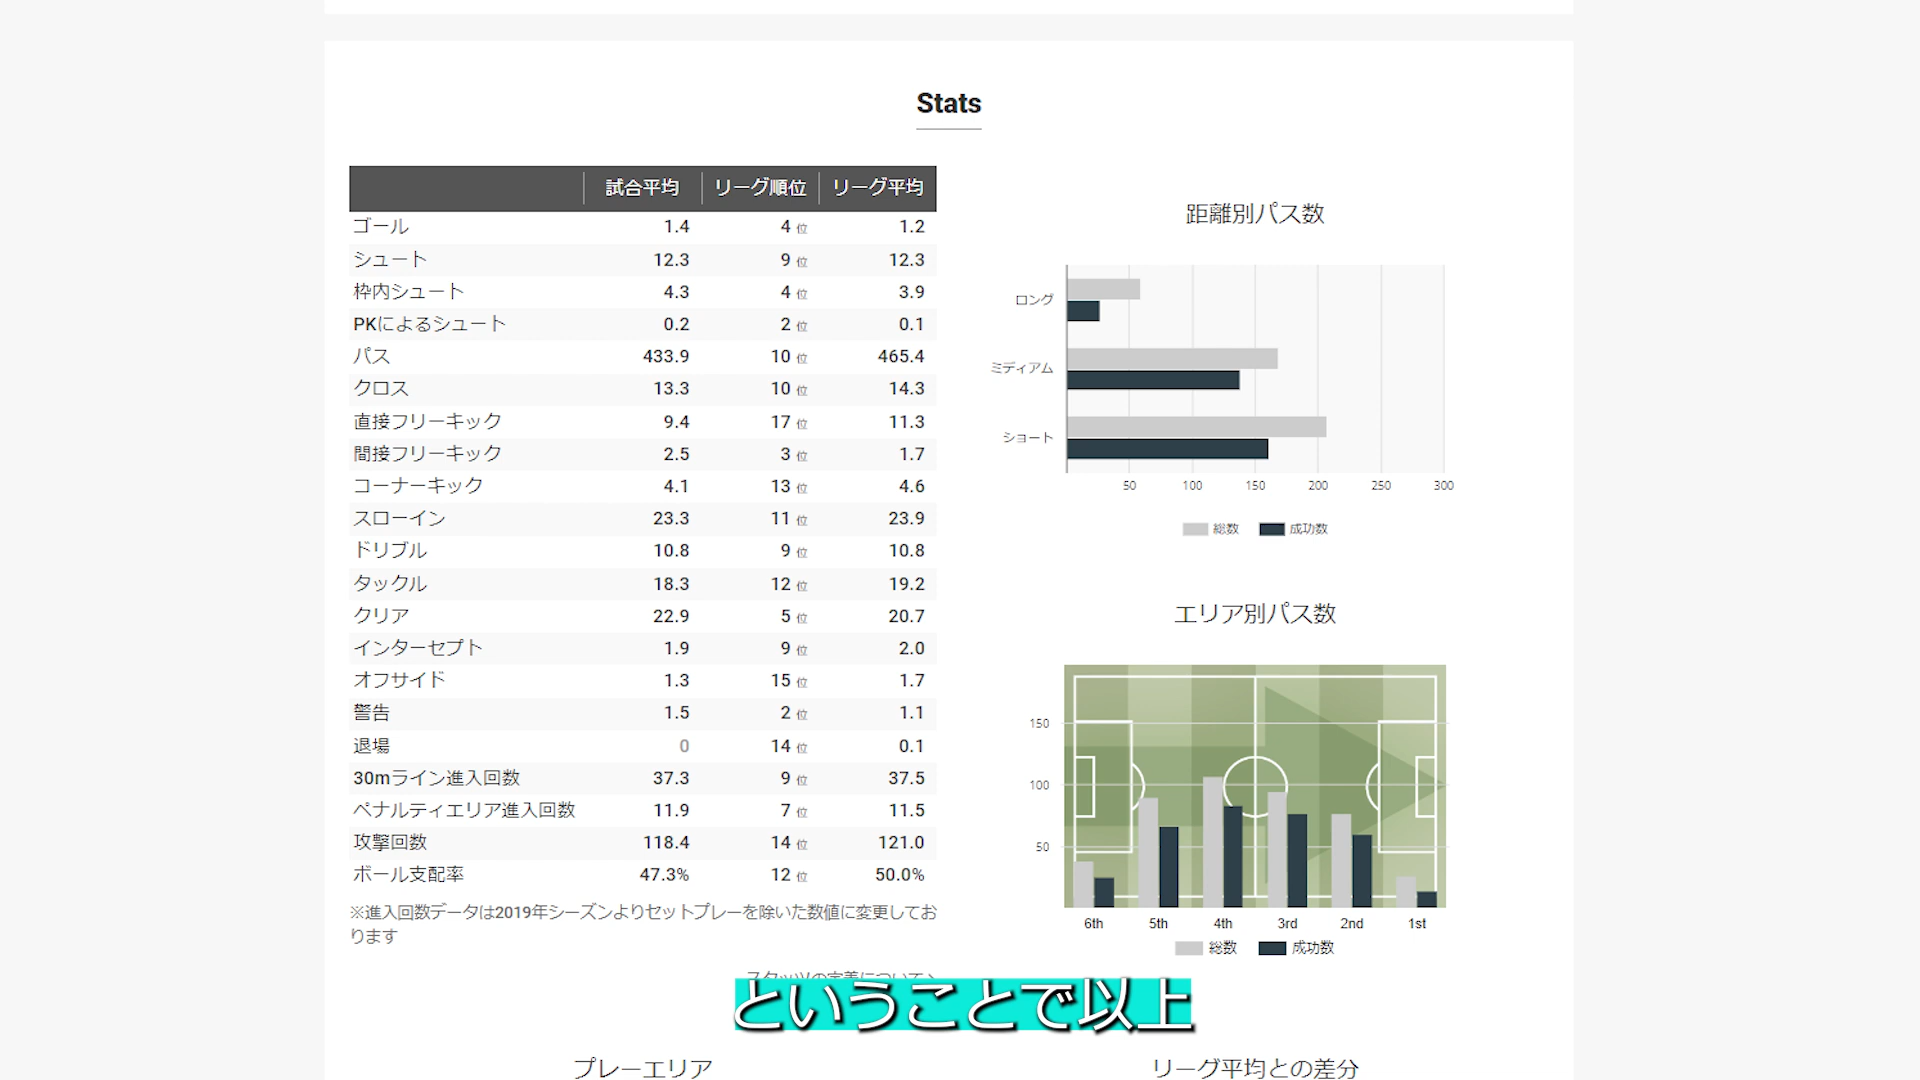 Stats
試合平均 リーグ順位 リーグ平均
ゴール 1.4 4 位 1.2
シュート 12.3 9 位 12.3
枠内シュート 4.3 4 位 3.9
PKによるシュート 0.2 2 位 0.1
パス 433.9 10 位 465.4
クロス 13.3 10 位 14.3
直接フリーキック 9.4 17 位 11.3
間接フリーキック 2.5 3 位 1.7
コーナーキック 4.1 13 位 4.6
スローイン 23.3 11 位 23.9
ドリブル 10.8 9 位 10.8
タックル 18.3 12 位 19.2
クリア 22.9 5 位 20.7
インターセプト 1.9 9 位 2.0
オフサイド 1.3 15 位 1.7
警告 1.5 2 位 1.1
退場 0 14 位 0.1
30mライン進入回数 37.3 9 位 37.5
ペナルティエリア進入回数 11.9 7 位 11.5
攻撃回数 118.4 14 位 121.0
ボール支配率 47.3% 12 位 50.0%
※進入回数データは2019年シーズンよりセットプレーを除いた数値に変更してお
ります
スタッツの定義について >
距離別パス数
ロング
ミディアム
ショート
50 100 150 200 250 300
総数 成功数
エリア別パス数
150
100
50
6th 5th 4th 3rd 2nd 1st
総数 成功数
ということで以上
プレーエリア
リーグ平均との差分